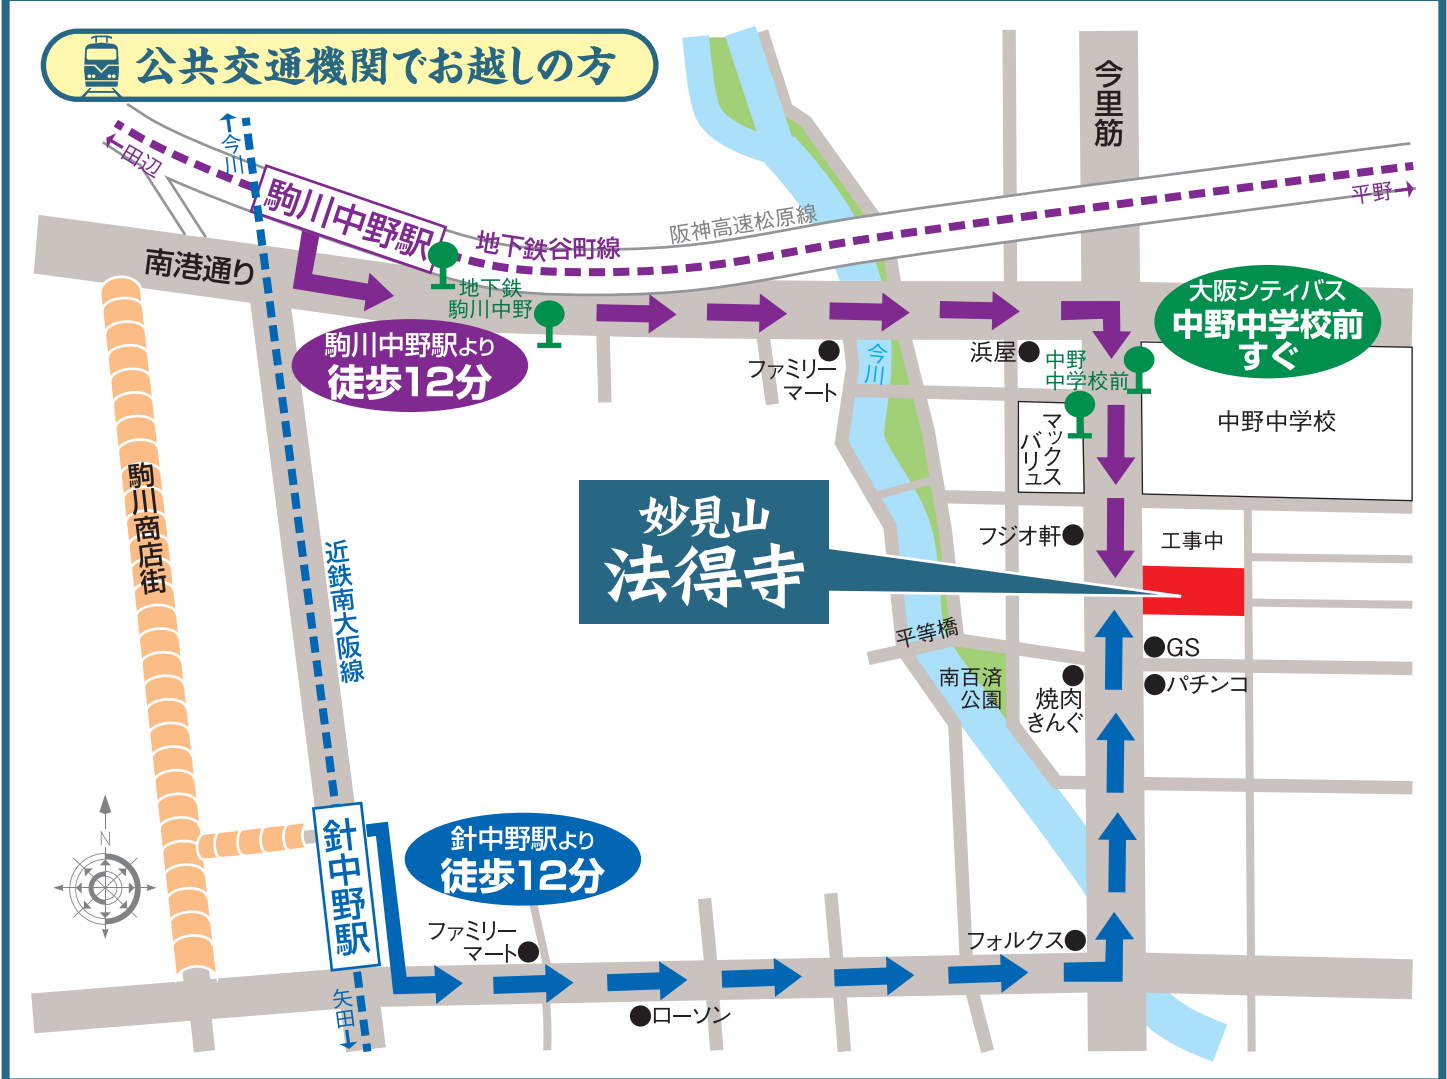 公共交通機関でお越しの方
今里筋
←今川
←田辺
駒川中野駅
地下鉄谷町線
阪神高速松原線
平野→
南港通り
地下鉄
駒川中野
駒川中野駅より
徒歩12分
大阪シティバス
中野中学校前
すぐ
ファミリー
マート
今川
浜屋
中野
中学校前
中野中学校
マックス
バリュ
駒川商店街
近鉄南大阪線
妙見山
法得寺
フジオ軒
工事中
平等橋
南百済
公園
GS
パチンコ
焼肉
きんぐ
N
針中野駅
針中野駅より
徒歩12分
ファミリー
マート
フォルクス
矢田→
ローソン